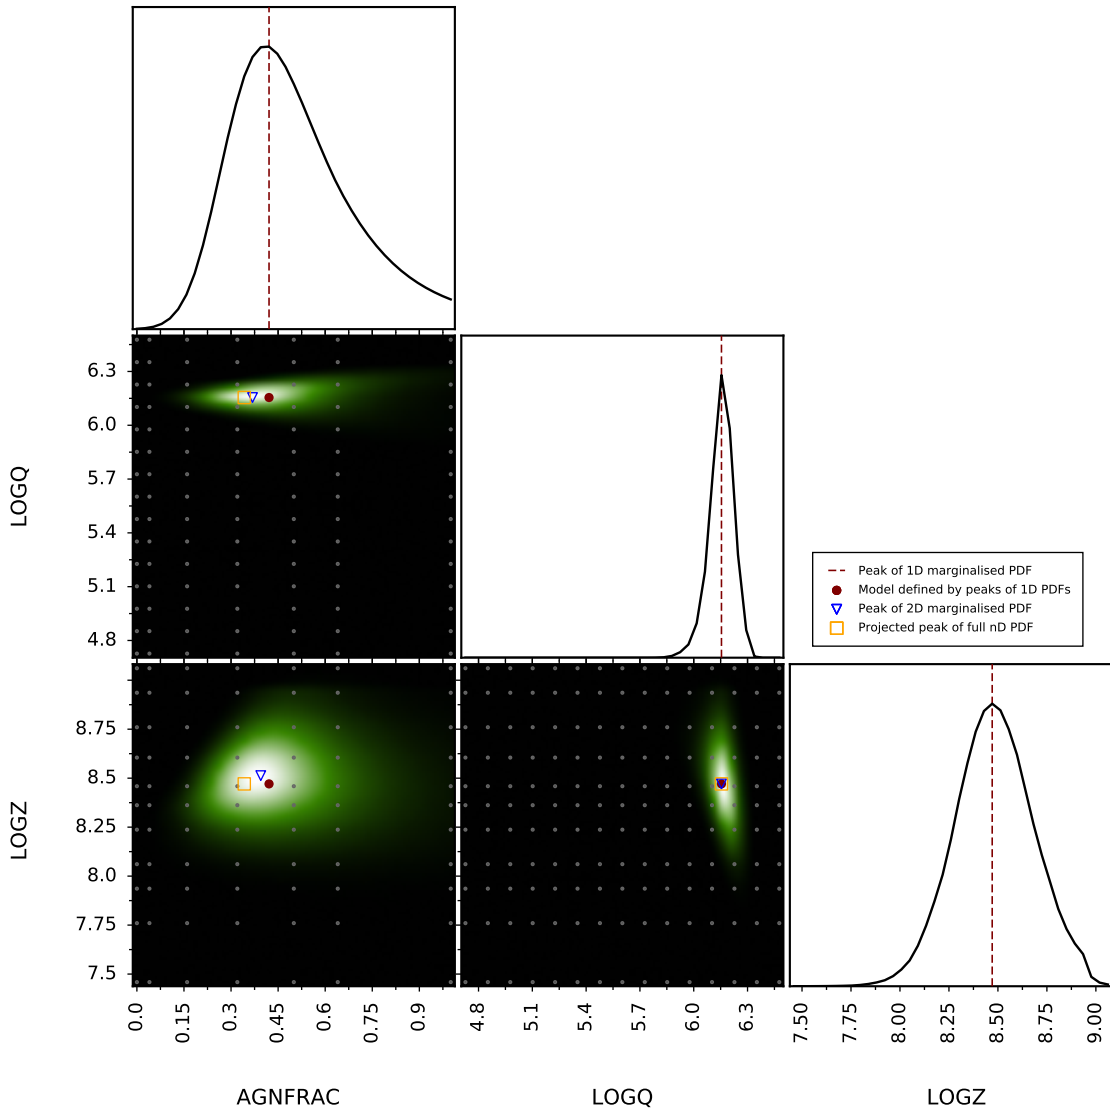 6.3
6.0
5.7
5.4
5.1
4.8
LOGQ
Peak of 1D marginalised PDF
Model defined by peaks of 1D PDFs
Peak of 2D marginalised PDF
Projected peak of full nD PDF
8.75
8.5
8.25
8.0
7.75
7.5
LOGZ
0.0 0.15 0.3 0.45 0.6 0.75 0.9
4.8 5.1 5.4 5.7 6.0 6.3
7.50 7.75 8.00 8.25 8.50 8.75 9.00
AGNFRAC
LOGQ
LOGZ